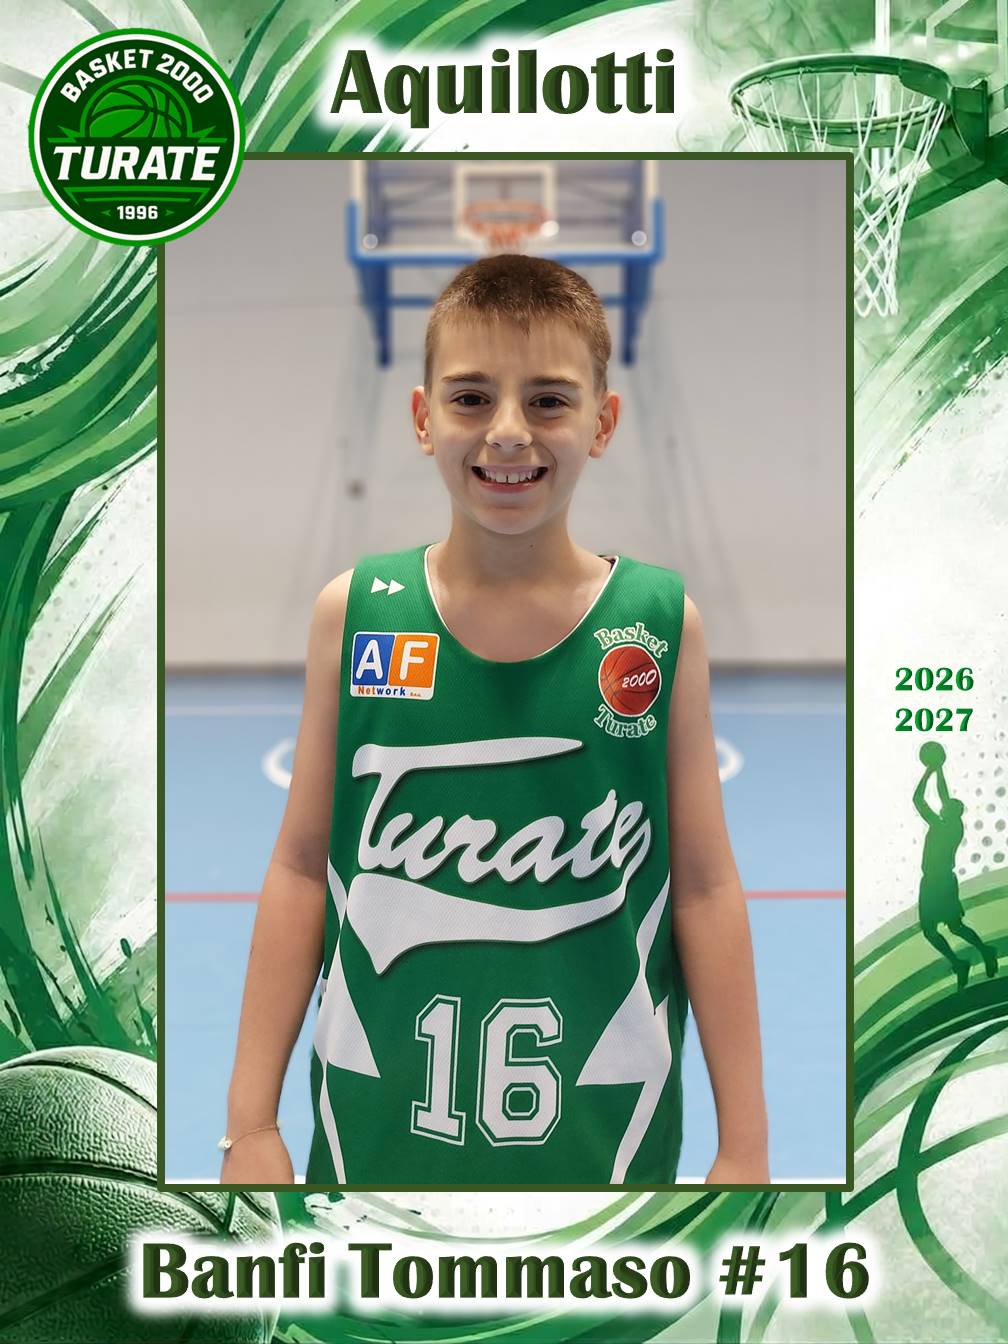 Aquilotti
BASKET 2000
TURATE
1996
AF
Network
Basket
2000
Turate
Turate
16
2026
2027
Banfi Tommaso #16